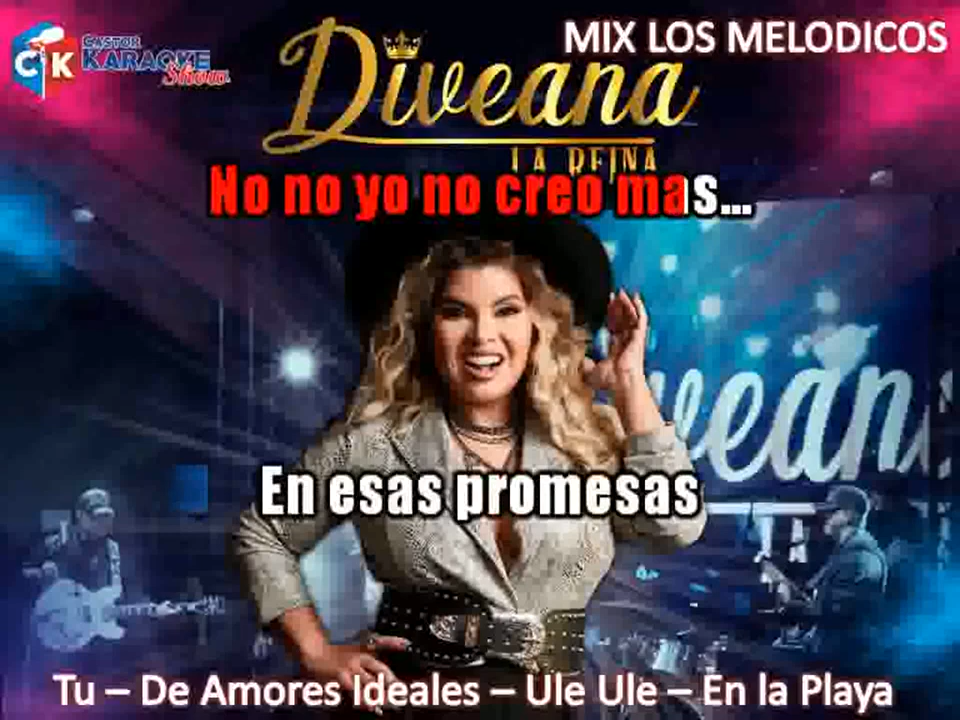 CASTOR
CK KARAOKE
Show
MIX LOS MELODICOS
Diveana
LA REINA
No no yo no creo mas...
Diveana
En esas promesas
Tu – De Amores Ideales – Ule Ule – En la Playa